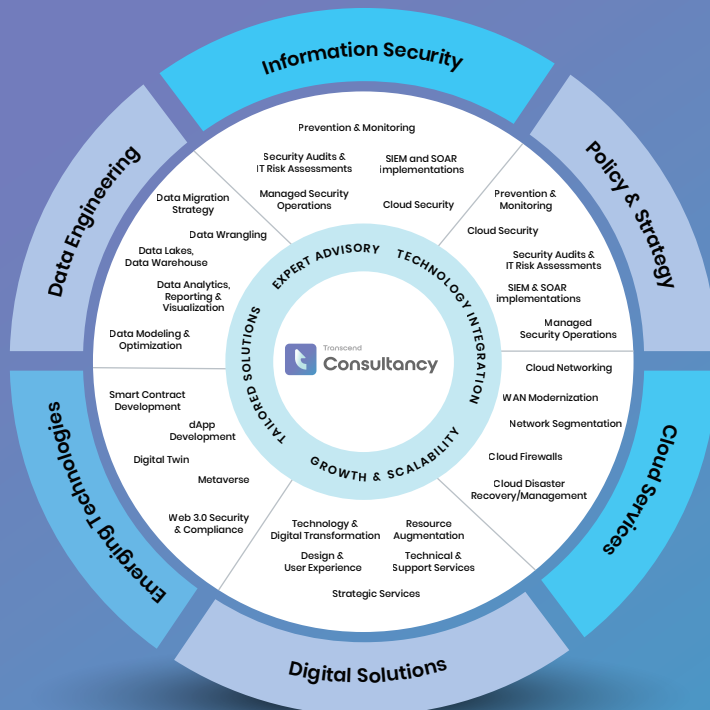 Information Security
Prevention & Monitoring
Security Audits &
IT Risk Assessments
SIEM and SOAR
implementations
Managed Security
Operations
Cloud Security
Policy & Strategy
Prevention &
Monitoring
Cloud Security
Security Audits &
IT Risk Assessments
SIEM & SOAR
implementations
Managed
Security Operations
Cloud Services
Cloud Networking
WAN Modernization
Network Segmentation
Cloud Firewalls
Cloud Disaster
Recovery/Management
Digital Solutions
Technology &
Digital Transformation
Resource
Augmentation
Design &
User Experience
Technical &
Support Services
Strategic Services
Emerging Technologies
Smart Contract
Development
dApp
Development
Digital Twin
Metaverse
Web 3.0 Security
& Compliance
Data Engineering
Data Migration
Strategy
Data Wrangling
Data Lakes,
Data Warehouse
Data Analytics,
Reporting &
Visualization
Data Modeling &
Optimization
EXPERT ADVISORY
TECHNOLOGY INTEGRATION
GROWTH & SCALABILITY
TAILORED SOLUTIONS
Transcend
Consultancy